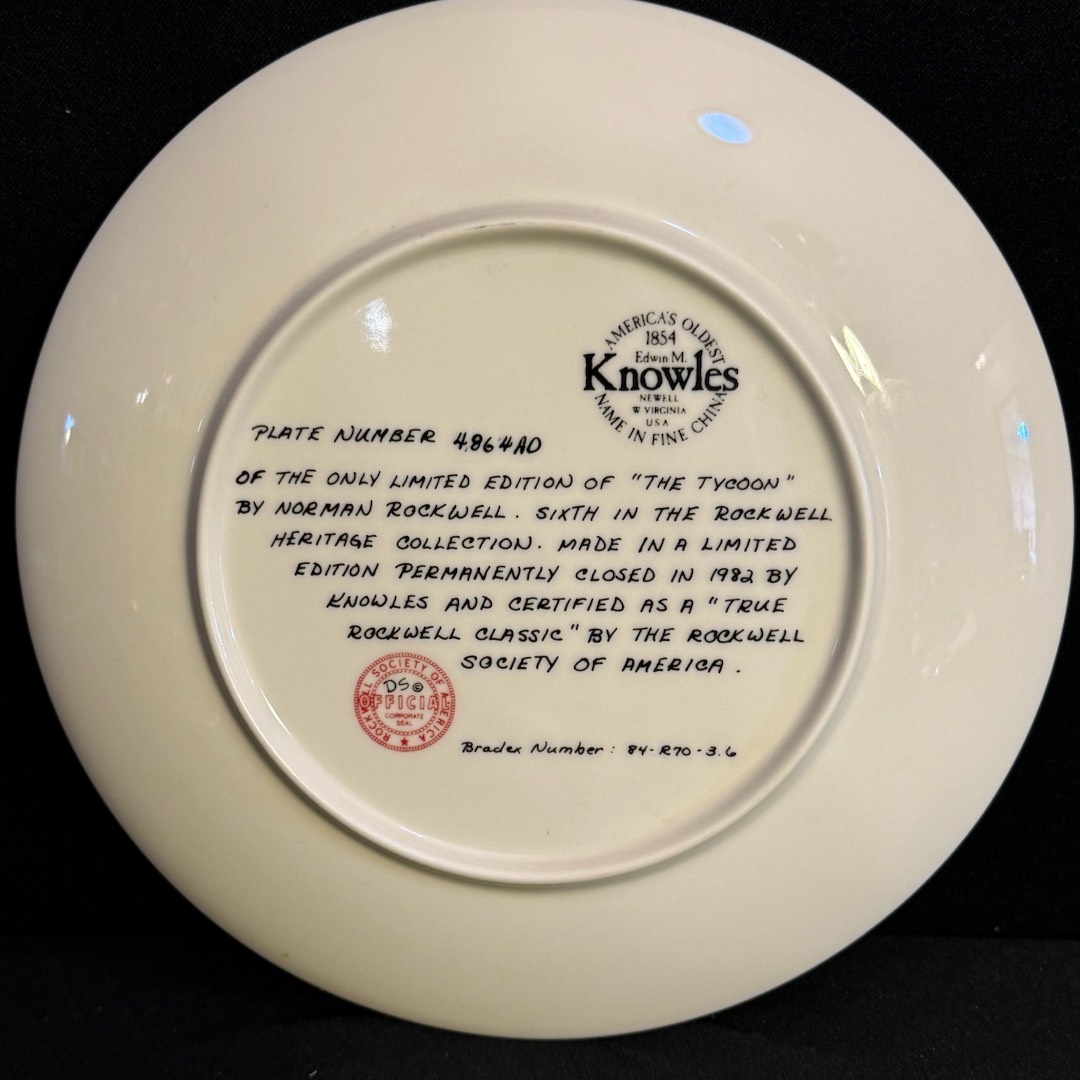 AMERICA'S OLDEST
1854
Edwin M.
Knowles
NEWELL
W VIRGINIA
USA
NAME IN FINE CHINA
PLATE NUMBER 4864AD
OF THE ONLY LIMITED EDITION OF "THE TYCOON"
BY NORMAN ROCKWELL. SIXTH IN THE ROCKWELL
HERITAGE COLLECTION. MADE IN A LIMITED
EDITION PERMANENTLY CLOSED IN 1982 BY
KNOWLES AND CERTIFIED AS A "TRUE
ROCKWELL CLASSIC" BY THE ROCKWELL
SOCIETY OF AMERICA.
ROCKWELL SOCIETY OF AMERICA
DS©
OFFICIAL
CORPORATE
SEAL
Bradex Number: 84-R70-3.6